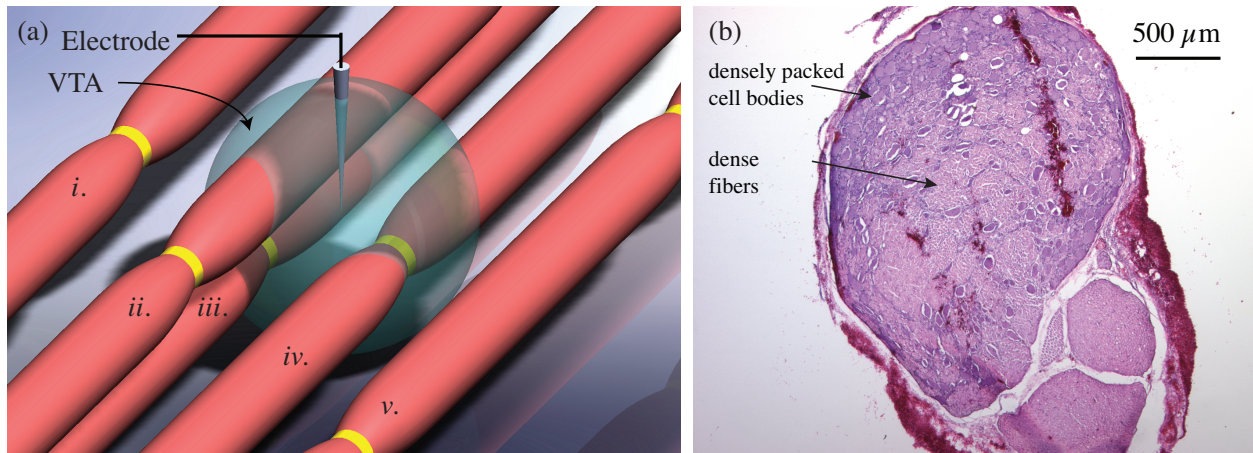 (a)
Electrode
VTA
i.
ii.
iii.
iv.
v.
(b)
500 µm
densely packed
cell bodies
dense
fibers